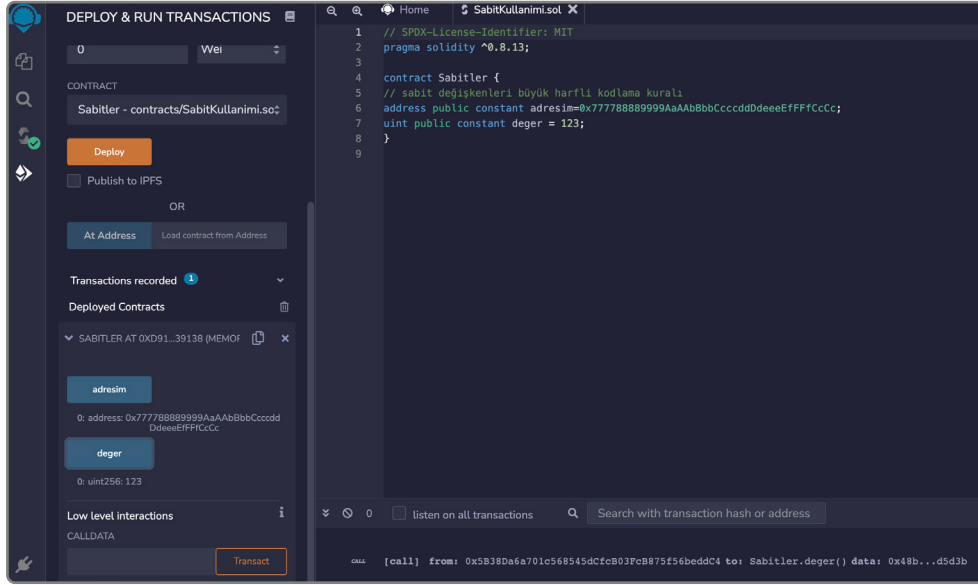 DEPLOY & RUN TRANSACTIONS
0 Wei
CONTRACT
Sabitler - contracts/SabitKullanimi.so
Deploy
Publish to IPFS
OR
At Address Load contract from Address
Transactions recorded 1
Deployed Contracts
SABITLER AT 0XD91...39138 (MEMOR
adresim
0: address: 0x777788889999AaAAbBbbCcccdd
DdeeeEfFFfCcCc
deger
0: uint256: 123
Low level interactions i
CALLDATA
Transact
Home SabitKullanimi.sol
1 // SPDX-License-Identifier: MIT
2 pragma solidity ^0.8.13;
3
4 contract Sabitler {
5 // sabit değişkenleri büyük harfli kodlama kuralı
6 address public constant adresim=0x777788889999AaAAbBbbCcccddDdeeeEfFFfCcCc;
7 uint public constant deger = 123;
8 }
9
0 listen on all transactions Search with transaction hash or address
CALL [call] from: 0x5B38Da6a701c568545dCfcB03FcB875f56beddC4 to: Sabitler.deger() data: 0x48b...d5d3b